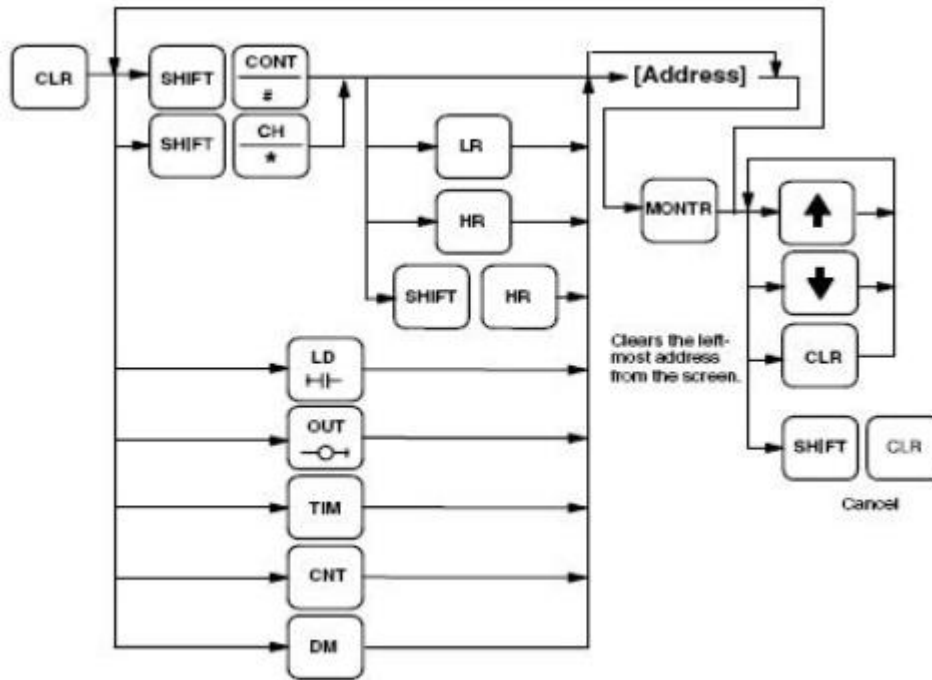 CLR
SHIFT
CONT
#
[Address]
SHIFT
CH
*
LR
HR
MONTR
SHIFT
HR
LD
Clears the left-
most address
from the screen.
CLR
OUT
SHIFT
CLR
Cancel
TIM
CNT
DM